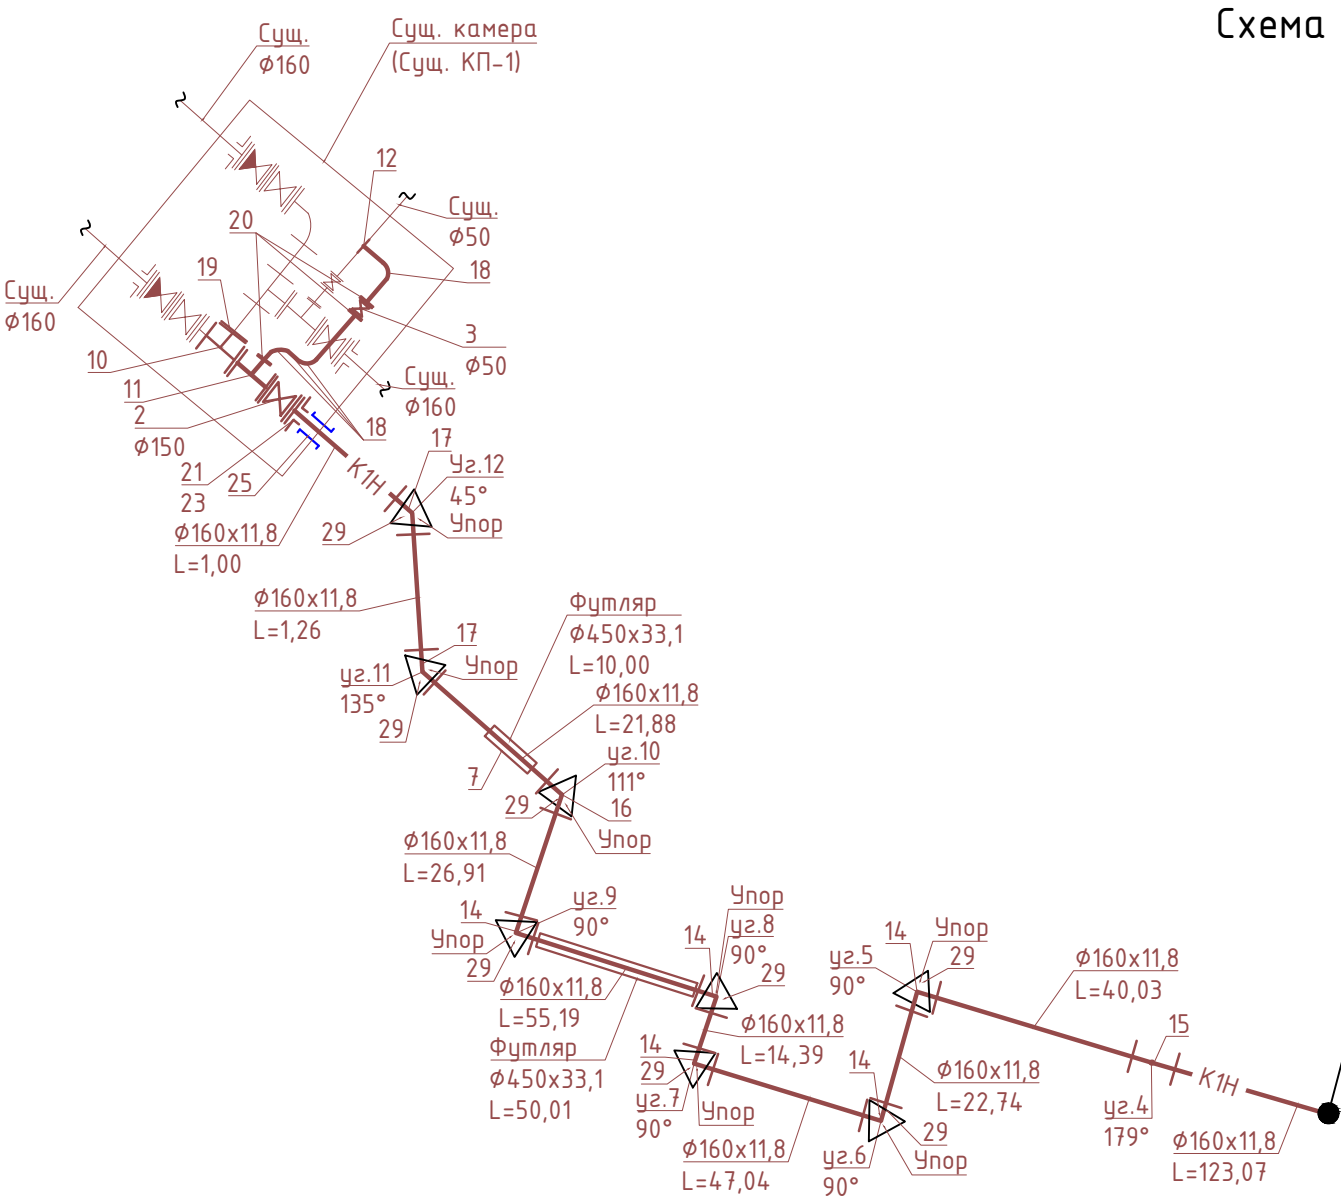 Схема
Сущ.
Ф160
Сущ. камера
(Сущ. КП-1)
12
Сущ.
Ф50
20
18
19
Сущ.
Ф160
3
Ф50
10
Сущ.
Ф160
11
2
Ф150
18
17
21
23
25
К1Н
Уг.12
45°
Упор
29
Ф160х11,8
L=1,00
Ф160х11,8
L=1,26
Футляр
Ф450х33,1
L=10,00
17
Упор
уг.11
135°
29
Ф160х11,8
L=21,88
7
уг.10
111°
29
16
Упор
Ф160х11,8
L=26,91
14
уг.9
90°
Упор
29
Упор
уг.8
90°
14
29
Ф160х11,8
L=55,19
Футляр
Ф450х33,1
L=50,01
Ф160х11,8
L=14,39
14
29
уг.7
90°
Упор
Ф160х11,8
L=47,04
14
Упор
уг.5
90°
29
Ф160х11,8
L=40,03
14
Ф160х11,8
L=22,74
29
Упор
уг.6
90°
15
К1Н
уг.4
179°
Ф160х11,8
L=123,07